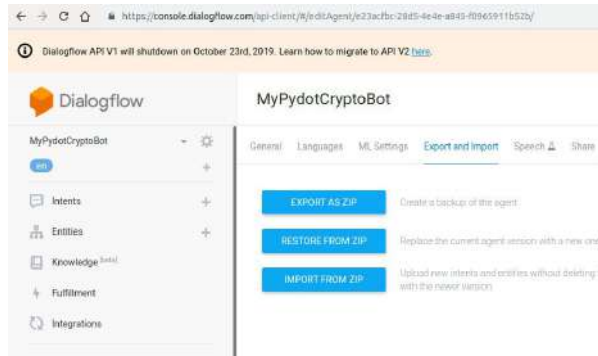 https://console.dialogflow.com/api-client/#/editAgent/e23acfbc-28d5-4e4e-a845-f0965911b52b/
Dialogflow API V1 will shutdown on October 23rd, 2019. Learn how to migrate to API V2 here.
Dialogflow
MyPydotCryptoBot
MyPydotCryptoBot
en
General Languages ML Settings Export and Import Speech Share
Intents
Entities
Knowledge [beta]
Fulfillment
Integrations
EXPORT AS ZIP Create a backup of the agent
RESTORE FROM ZIP Replace the current agent version with a new one
IMPORT FROM ZIP Upload new intents and entities without deleting
with the newer version